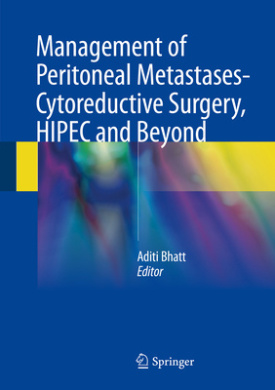 Management of
Peritoneal Metastases-
Cytoreductive Surgery,
HIPEC and Beyond
Aditi Bhatt
Editor
Springer